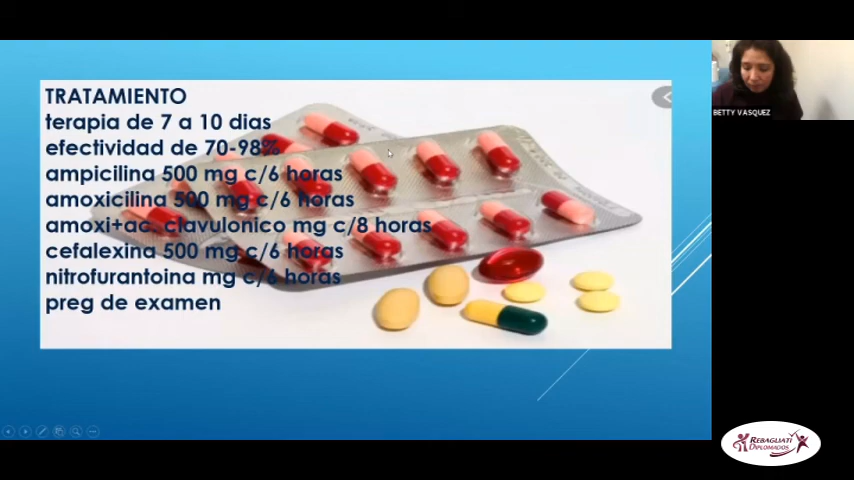 TRATAMIENTO
terapia de 7 a 10 dias
efectividad de 70-98%
ampicilina 500 mg c/6 horas
amoxicilina 500 mg c/6 horas
amoxi+ac. clavulonico mg c/8 horas
cefalexina 500 mg c/6 horas
nitrofurantoina mg c/6 horas
preg de examen
BETTY VASQUEZ
REBAGLIATI
DIPLOMADOS